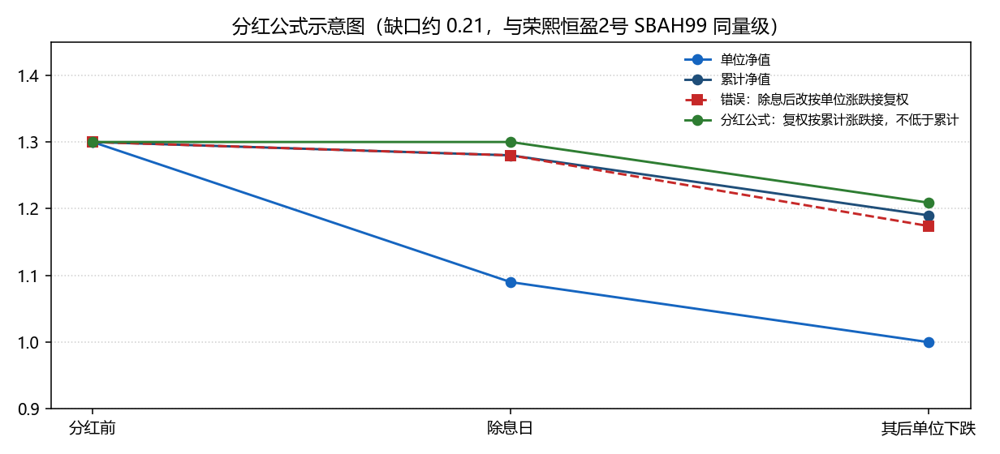 分红公式示意图（缺口约 0.21，与荣熙恒盈2号 SBAH99 同量级）
单位净值
累计净值
错误：除息后改按单位涨跌接复权
分红公式：复权按累计涨跌接，不低于累计
1.4
1.3
1.2
1.1
1.0
0.9
分红前
除息日
其后单位下跌